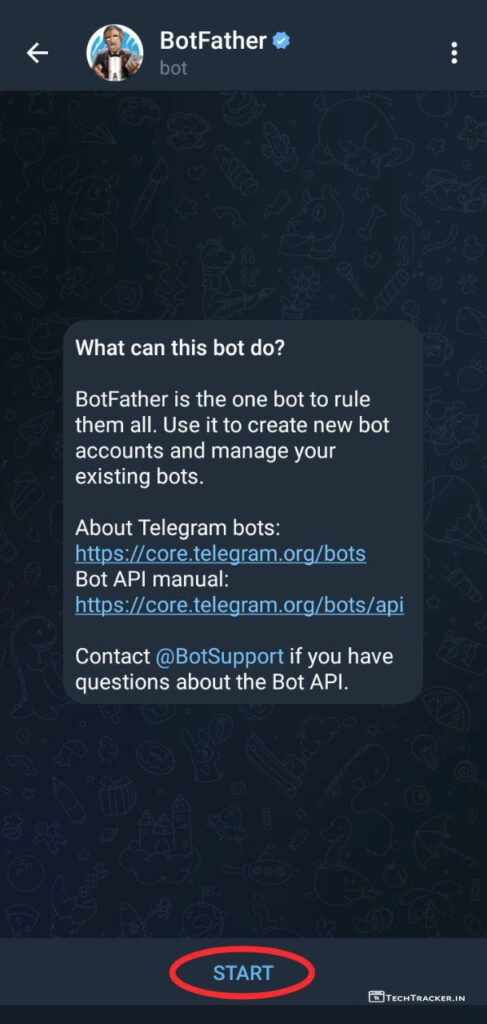 BotFather
bot
What can this bot do?
BotFather is the one bot to rule
them all. Use it to create new bot
accounts and manage your
existing bots.
About Telegram bots:
https://core.telegram.org/bots
Bot API manual:
https://core.telegram.org/bots/api
Contact @BotSupport if you have
questions about the Bot API.
START
TECHTRACKER.IN